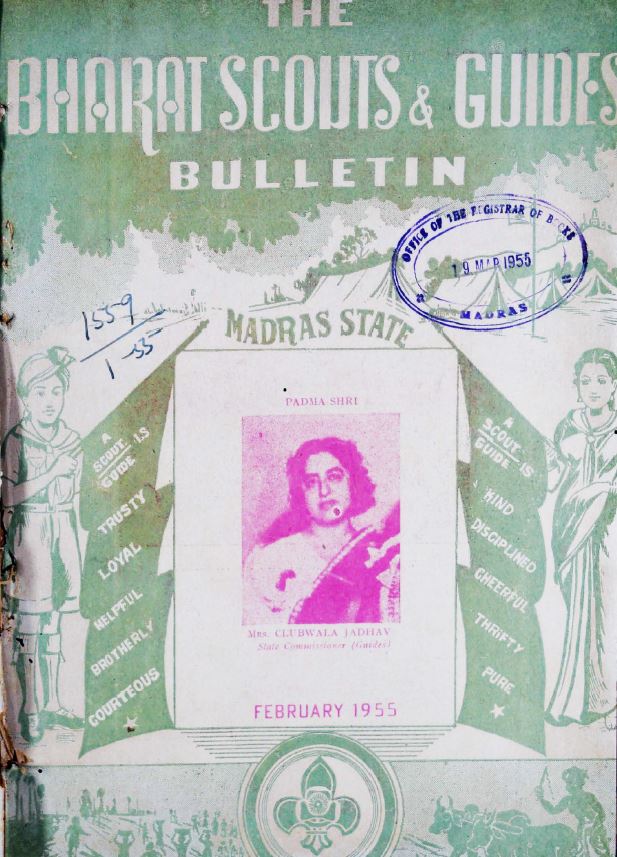 THE
BHARAT SCOUTS & GUIDES
BULLETIN
OFFICE OF THE REGISTRAR OF BOOKS
19 MAR 1955
MADRAS
1559
1-55
MADRAS STATE
PADMA SHRI
MRS. CLUBWALA JADHAV
State Commissioner (Guides)
FEBRUARY 1955
A
SCOUT IS
GUIDE
TRUSTY
LOYAL
HELPFUL
BROTHERLY
COURTEOUS
A
SCOUT IS
GUIDE
KIND
DISCIPLINED
CHEERFUL
THRIFTY
PURE